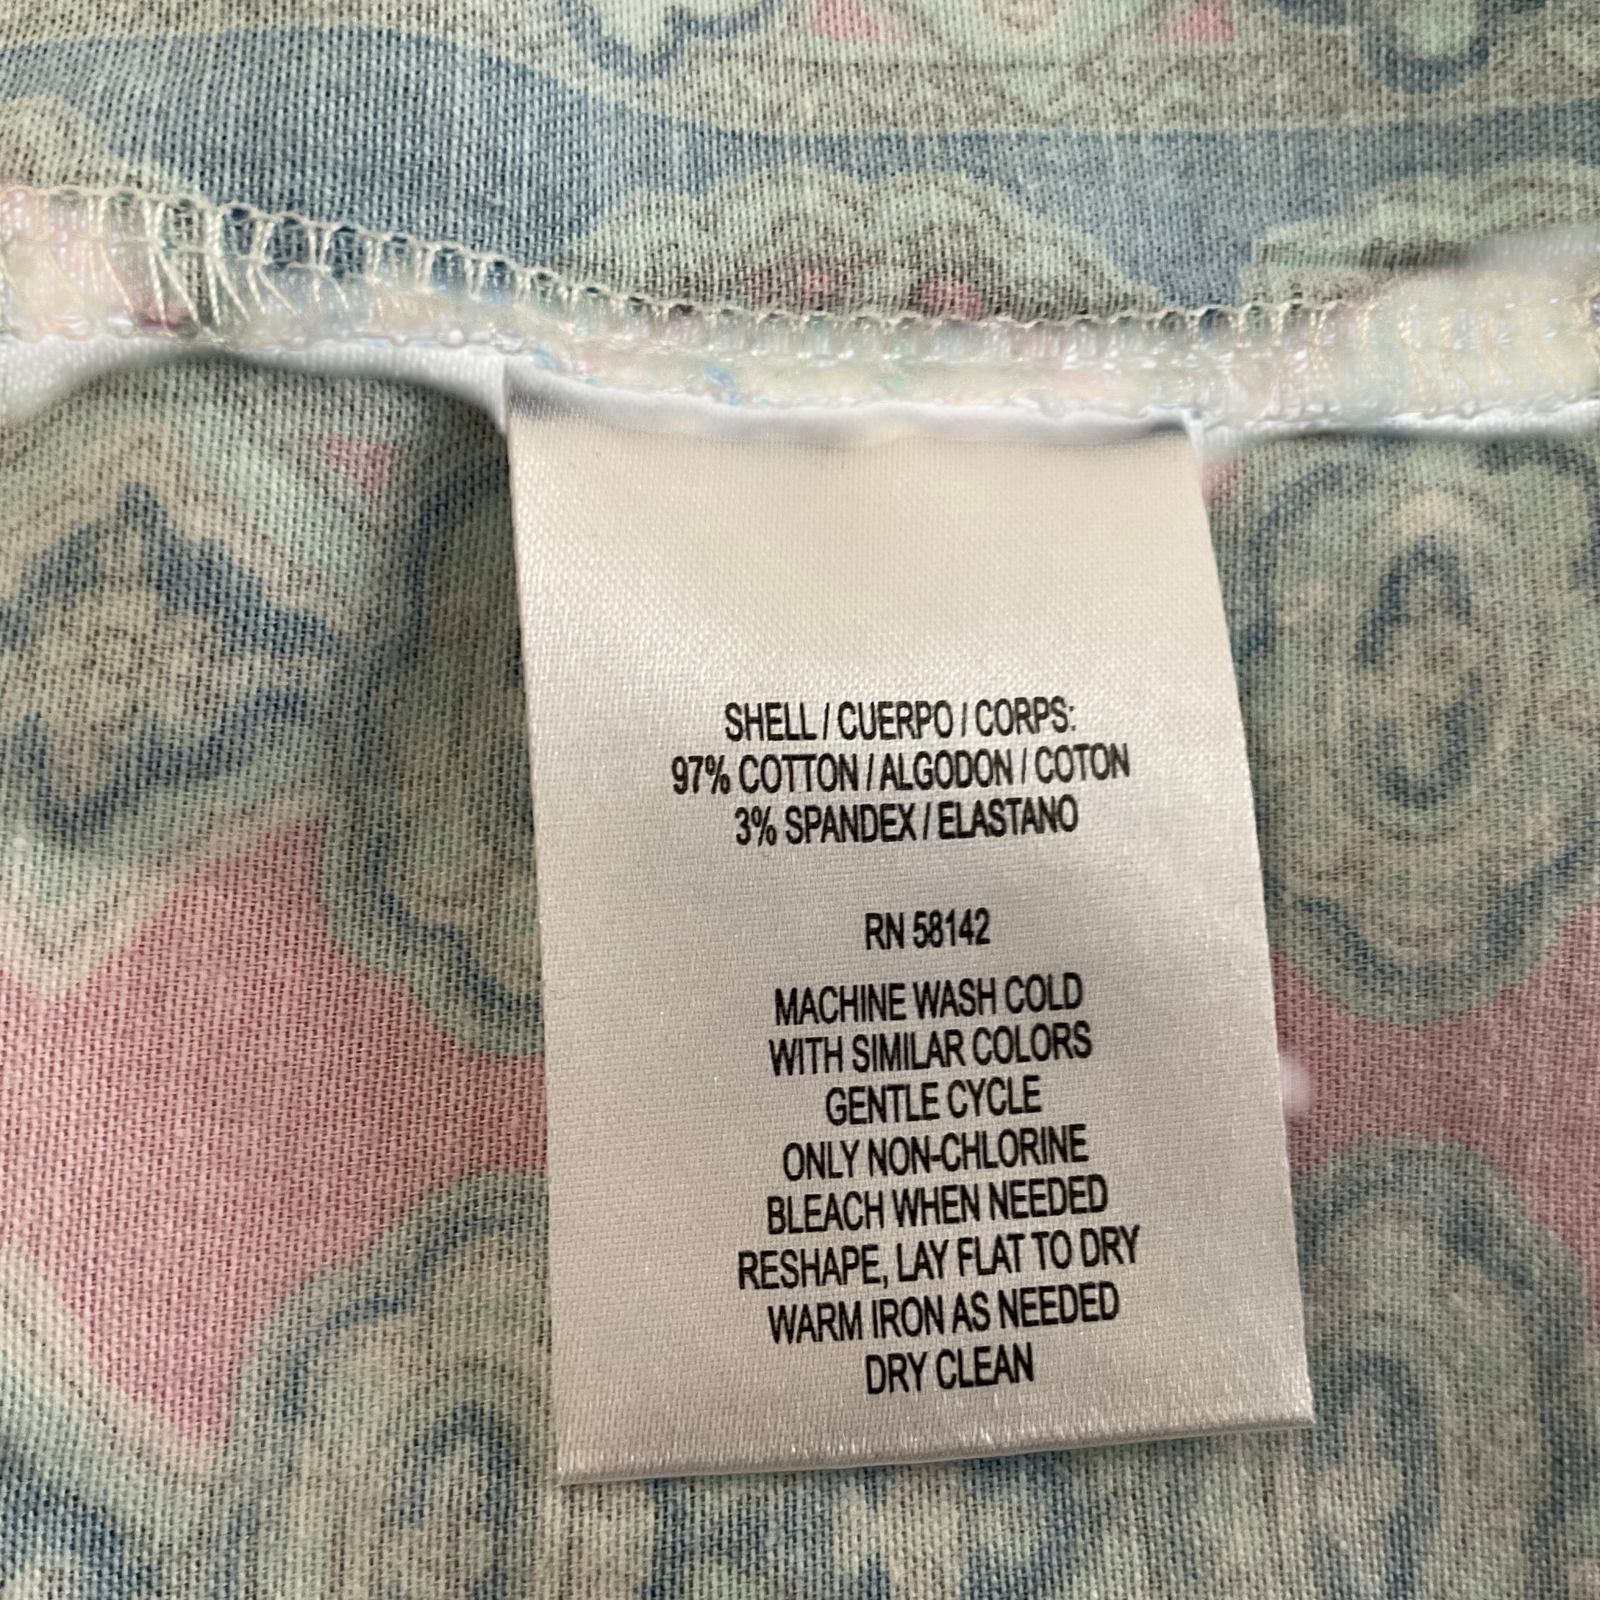 SHELL / CUERPO / CORPS:
97% COTTON / ALGODON / COTON
3% SPANDEX / ELASTANO
RN 58142
MACHINE WASH COLD
WITH SIMILAR COLORS
GENTLE CYCLE
ONLY NON-CHLORINE
BLEACH WHEN NEEDED
RESHAPE, LAY FLAT TO DRY
WARM IRON AS NEEDED
DRY CLEAN